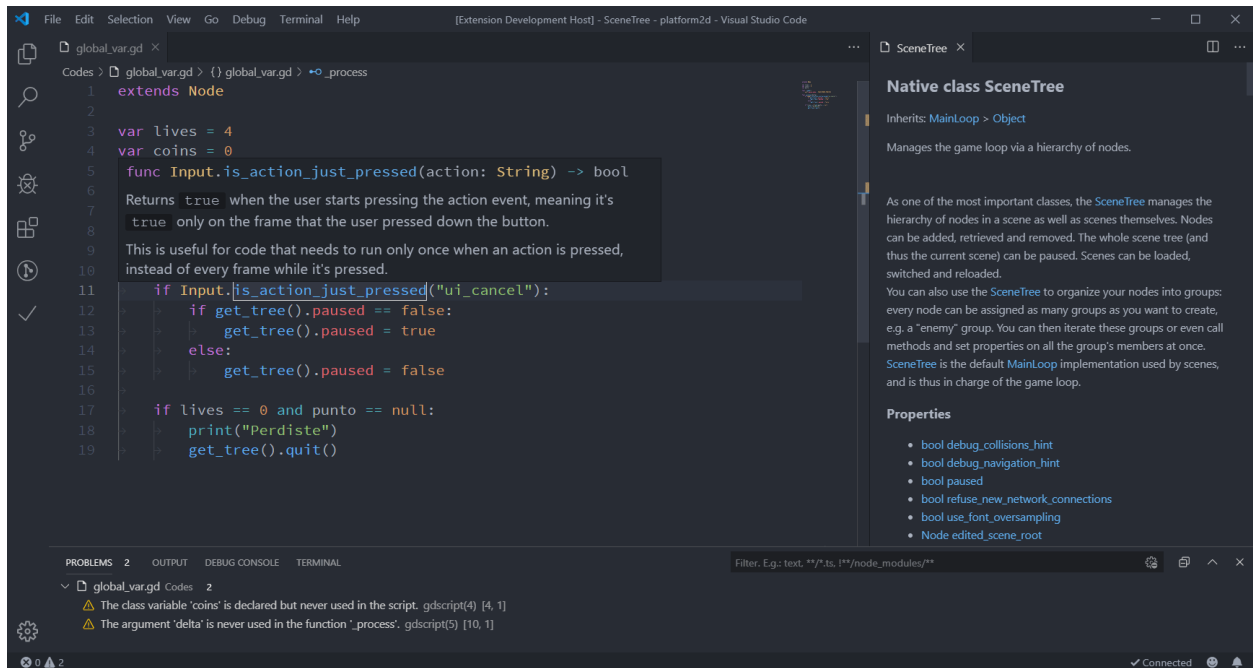 File Edit Selection View Go Debug Terminal Help [Extension Development Host] - SceneTree - platform2d - Visual Studio Code
global_var.gd
Codes > global_var.gd > {} global_var.gd > _process
1 extends Node
2
3 var lives = 4
4 var coins = 0
5 func Input.is_action_just_pressed(action: String) -> bool
6 Returns true when the user starts pressing the action event, meaning it's
7 true only on the frame that the user pressed down the button.
8
9 This is useful for code that needs to run only once when an action is pressed,
10 instead of every frame while it's pressed.
11 if Input.is_action_just_pressed("ui_cancel"):
12 if get_tree().paused == false:
13 get_tree().paused = true
14 else:
15 get_tree().paused = false
16
17 if lives == 0 and punto == null:
18 print("Perdiste")
19 get_tree().quit()
SceneTree
Native class SceneTree
Inherits: MainLoop > Object
Manages the game loop via a hierarchy of nodes.
As one of the most important classes, the SceneTree manages the
hierarchy of nodes in a scene as well as scenes themselves. Nodes
can be added, retrieved and removed. The whole scene tree (and
thus the current scene) can be paused. Scenes can be loaded,
switched and reloaded.
You can also use the SceneTree to organize your nodes into groups:
every node can be assigned as many groups as you want to create,
e.g. a "enemy" group. You can then iterate these groups or even call
methods and set properties on all the group's members at once.
SceneTree is the default MainLoop implementation used by scenes,
and is thus in charge of the game loop.
Properties
• bool debug_collisions_hint
• bool debug_navigation_hint
• bool paused
• bool refuse_new_network_connections
• bool use_font_oversampling
• Node edited_scene_root
PROBLEMS 2 OUTPUT DEBUG CONSOLE TERMINAL Filter. E.g.: text, **/*.ts, !**/node_modules/**
global_var.gd Codes 2
The class variable 'coins' is declared but never used in the script. gdscript(4) [4, 1]
The argument 'delta' is never used in the function '_process'. gdscript(5) [10, 1]
0 2 Connected